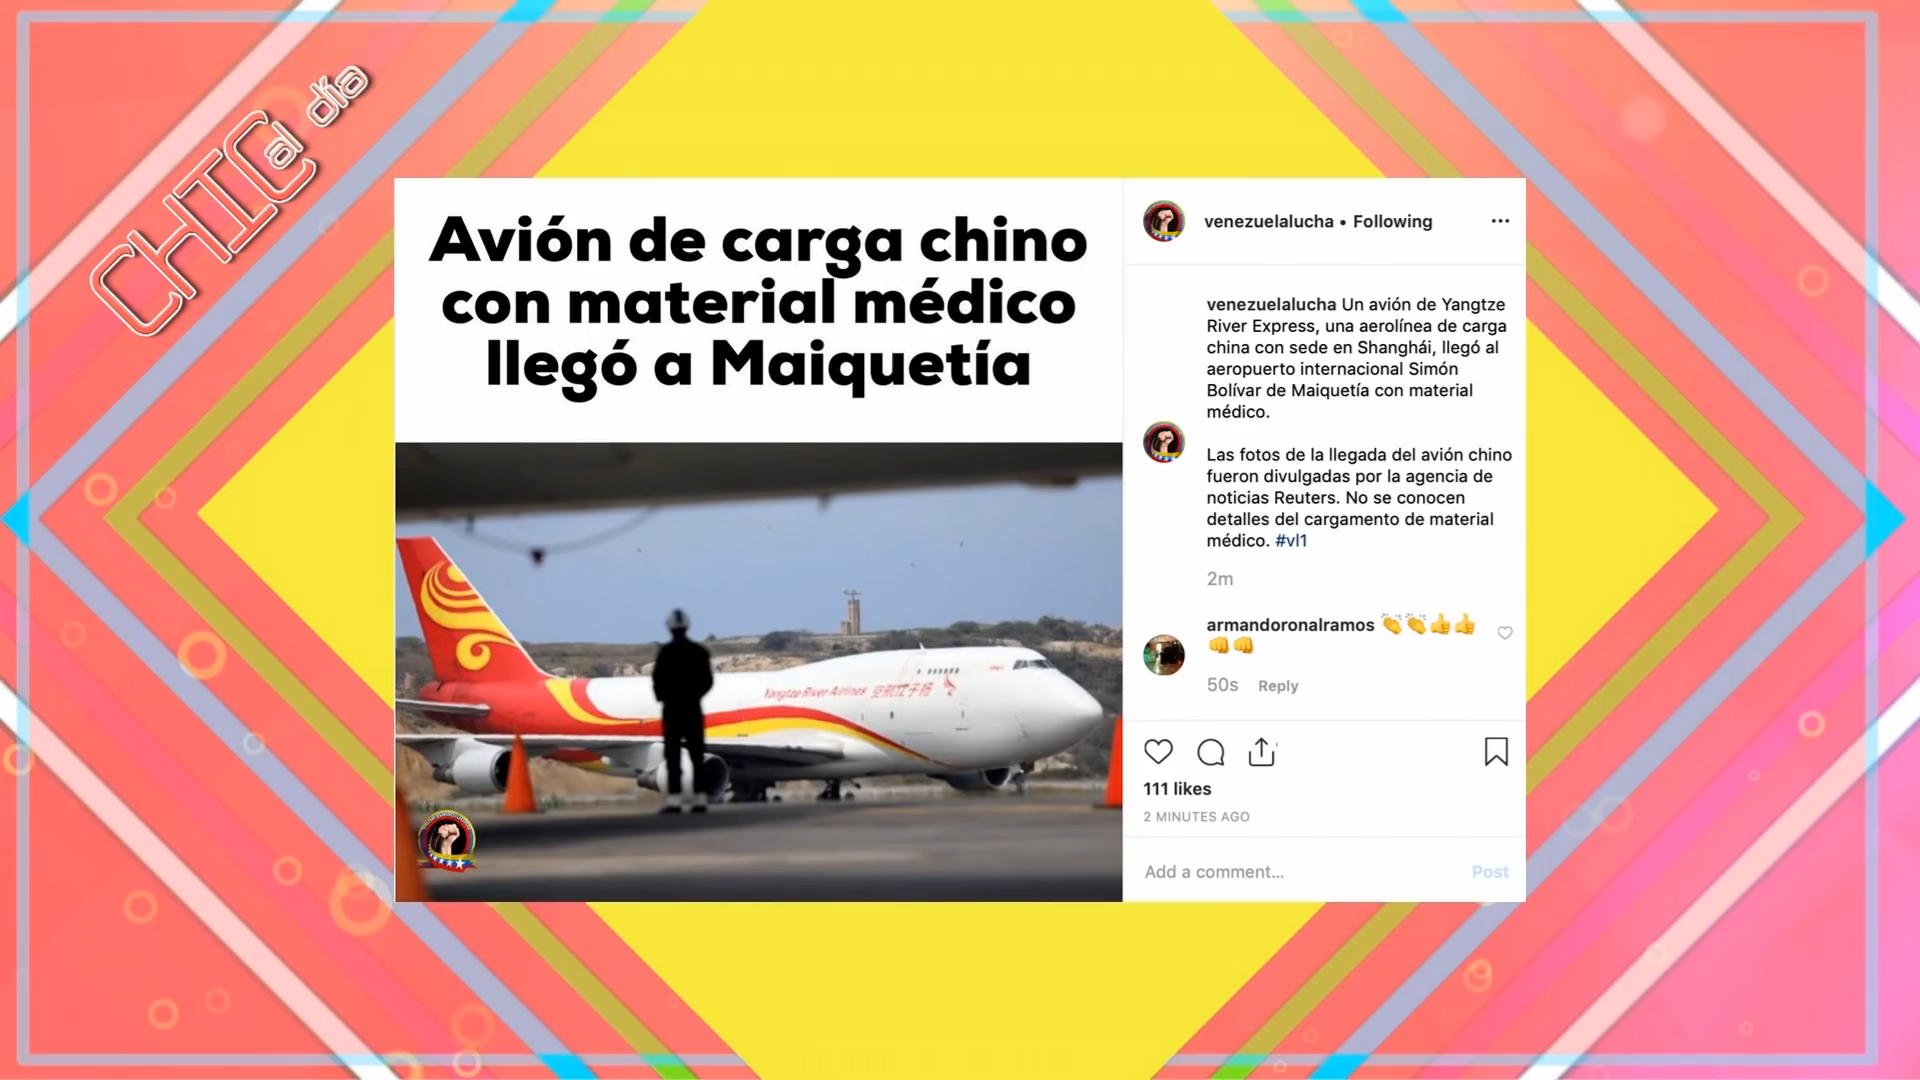 CHIC al día
Avión de carga chino
con material médico
llegó a Maiquetía
Yangtze River Airlines
venezuelalucha • Following
venezuelalucha Un avión de Yangtze
River Express, una aerolínea de carga
china con sede en Shanghái, llegó al
aeropuerto internacional Simón
Bolívar de Maiquetía con material
médico.
Las fotos de la llegada del avión chino
fueron divulgadas por la agencia de
noticias Reuters. No se conocen
detalles del cargamento de material
médico. #vl1
2m
armandoronalramos 👏👏👍👍
👊👊
50s Reply
111 likes
2 MINUTES AGO
Add a comment... Post